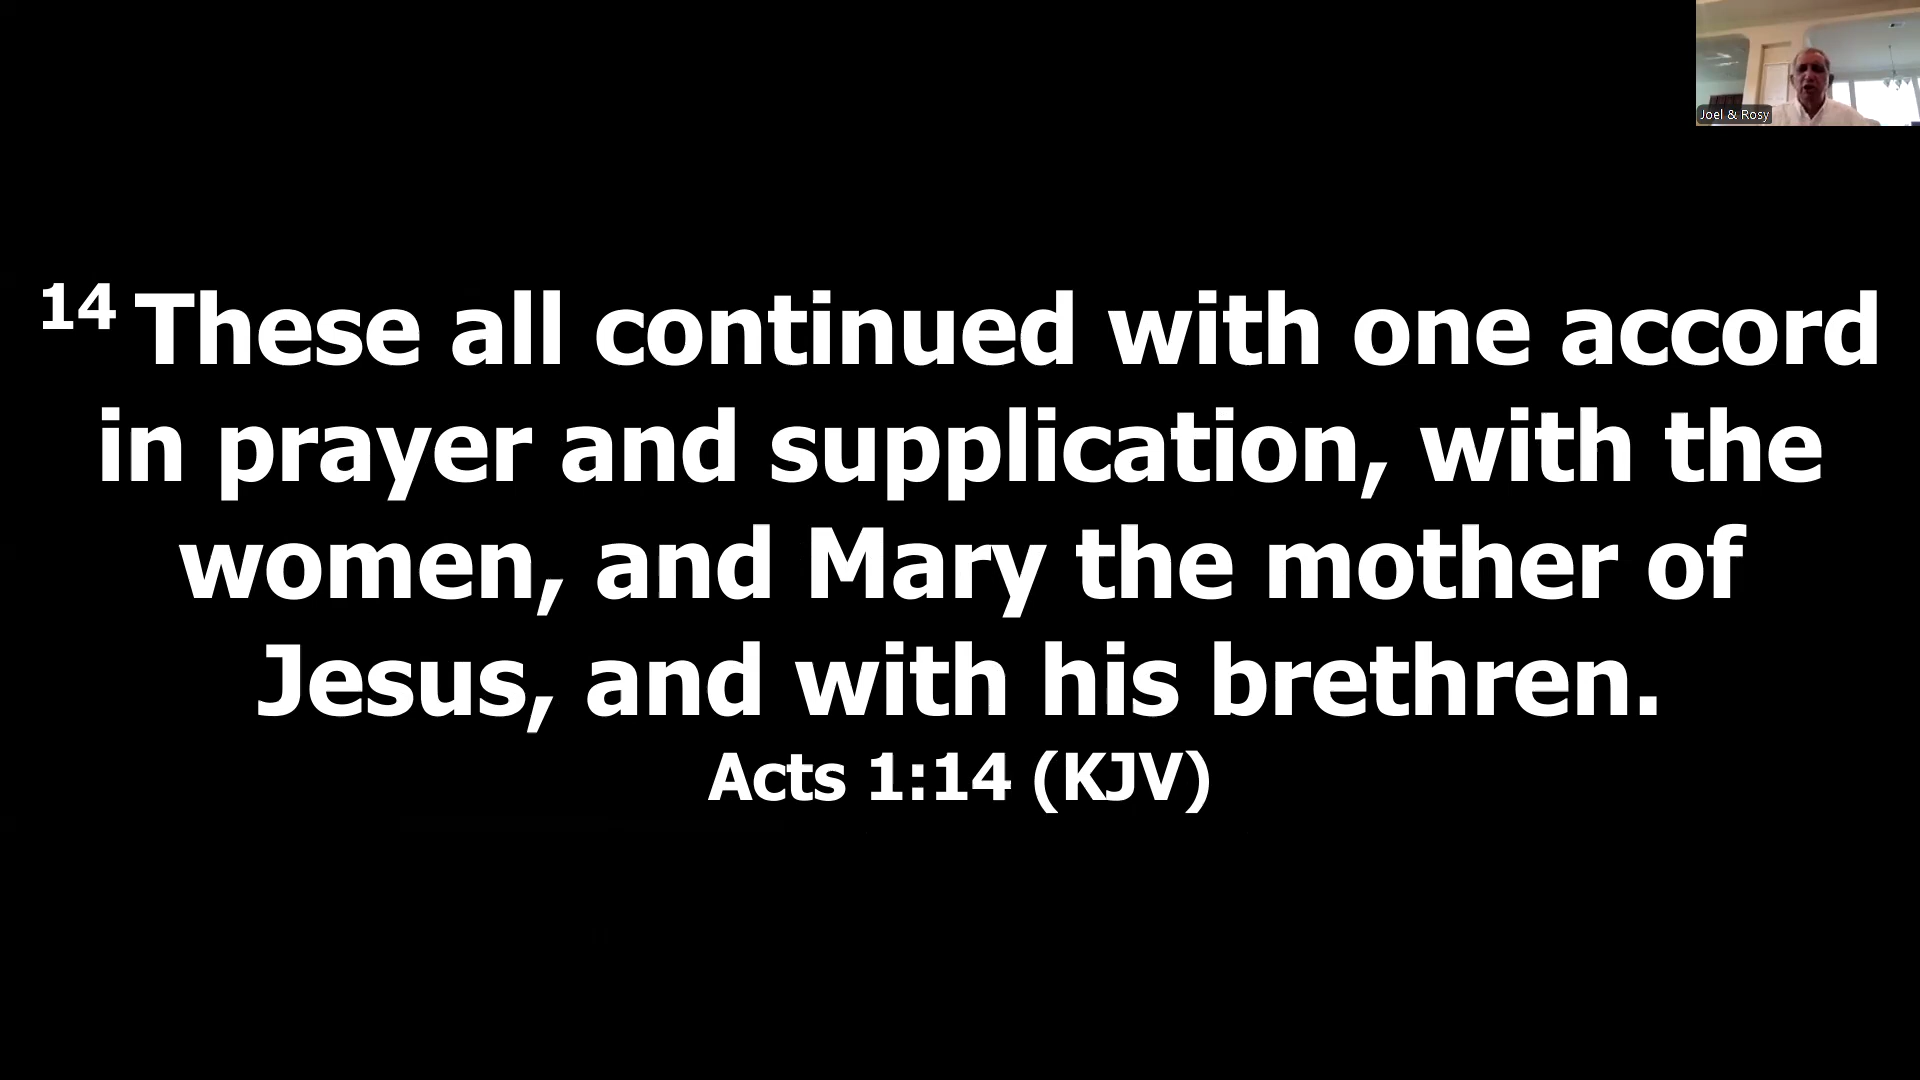 Joel & Rosy
14 These all continued with one accord
in prayer and supplication, with the
women, and Mary the mother of
Jesus, and with his brethren.
Acts 1:14 (KJV)